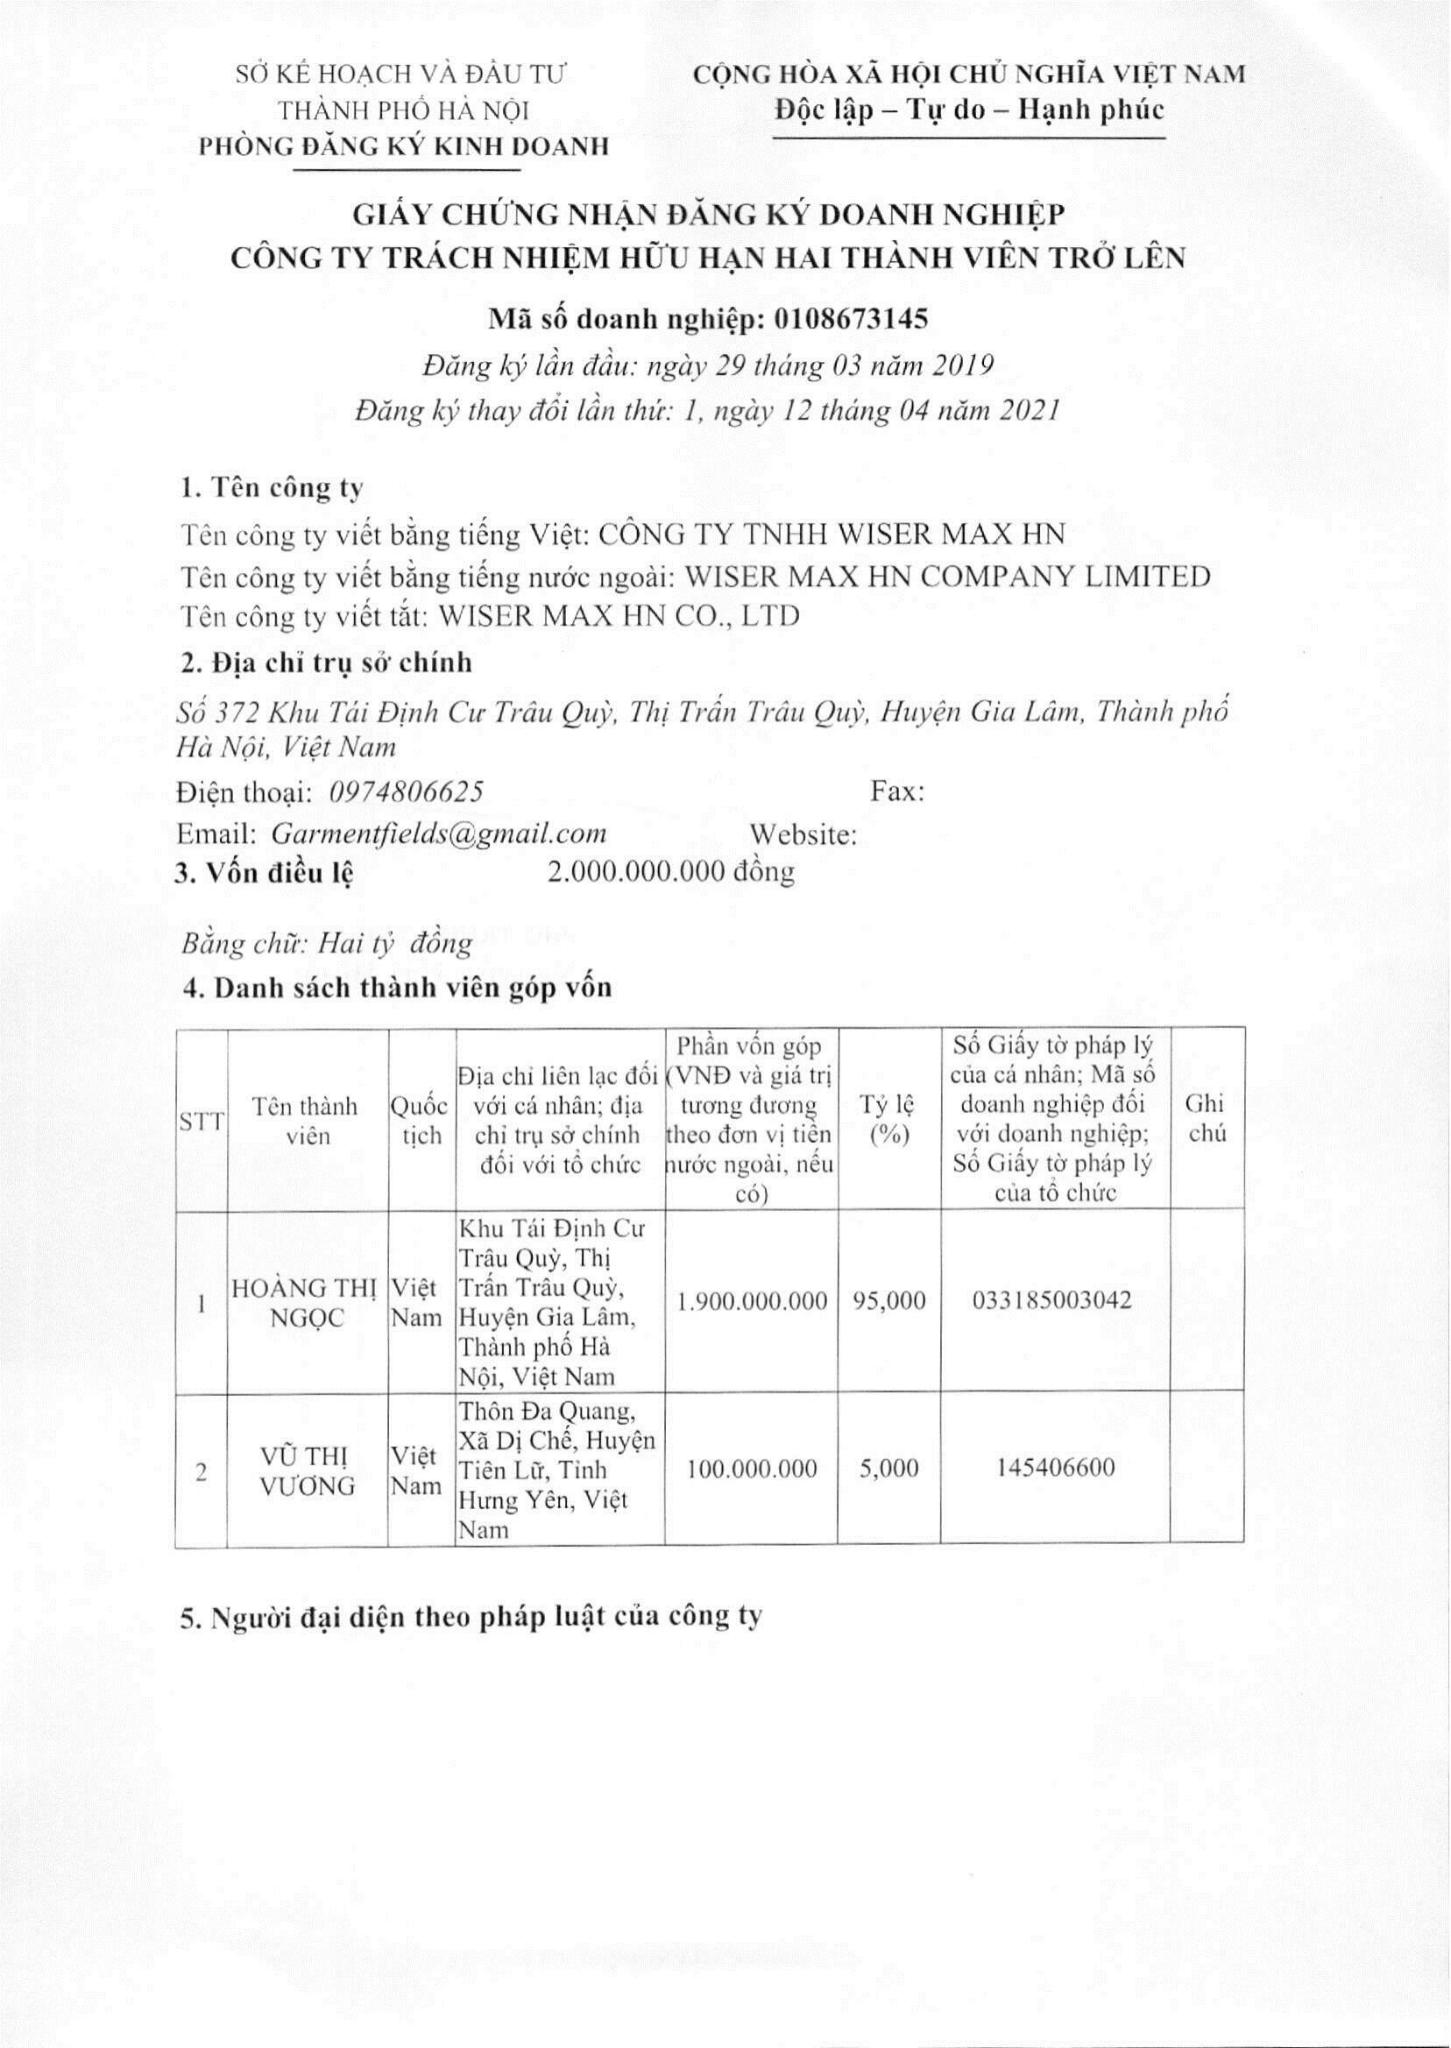 SỞ KẾ HOẠCH VÀ ĐẦU TƯ
THÀNH PHỐ HÀ NỘI
PHÒNG ĐĂNG KÝ KINH DOANH
CỘNG HÒA XÃ HỘI CHỦ NGHĨA VIỆT NAM
Độc lập – Tự do – Hạnh phúc
GIẤY CHỨNG NHẬN ĐĂNG KÝ DOANH NGHIỆP
CÔNG TY TRÁCH NHIỆM HỮU HẠN HAI THÀNH VIÊN TRỞ LÊN
Mã số doanh nghiệp: 0108673145
Đăng ký lần đầu: ngày 29 tháng 03 năm 2019
Đăng ký thay đổi lần thứ: 1, ngày 12 tháng 04 năm 2021
1. Tên công ty
Tên công ty viết bằng tiếng Việt: CÔNG TY TNHH WISER MAX HN
Tên công ty viết bằng tiếng nước ngoài: WISER MAX HN COMPANY LIMITED
Tên công ty viết tắt: WISER MAX HN CO., LTD
2. Địa chỉ trụ sở chính
Số 372 Khu Tái Định Cư Trâu Quỳ, Thị Trấn Trâu Quỳ, Huyện Gia Lâm, Thành phố
Hà Nội, Việt Nam
Điện thoại: 0974806625 Fax:
Email: Garmentfields@gmail.com Website:
3. Vốn điều lệ 2.000.000.000 đồng
Bằng chữ: Hai tỷ đồng
4. Danh sách thành viên góp vốn
STT
Tên thành
viên
Quốc
tịch
Địa chỉ liên lạc đối
với cá nhân; địa
chỉ trụ sở chính
đối với tổ chức
Phần vốn góp
(VNĐ và giá trị
tương đương
theo đơn vị tiền
nước ngoài, nếu
có)
Tỷ lệ
(%)
Số Giấy tờ pháp lý
của cá nhân; Mã số
doanh nghiệp đối
với doanh nghiệp;
Số Giấy tờ pháp lý
của tổ chức
Ghi
chú
1
HOÀNG THỊ
NGỌC
Việt
Nam
Khu Tái Định Cư
Trâu Quỳ, Thị
Trấn Trâu Quỳ,
Huyện Gia Lâm,
Thành phố Hà
Nội, Việt Nam
1.900.000.000
95,000
033185003042
2
VŨ THỊ
VƯƠNG
Việt
Nam
Thôn Đa Quang,
Xã Dị Chế, Huyện
Tiên Lữ, Tỉnh
Hưng Yên, Việt
Nam
100.000.000
5,000
145406600
5. Người đại diện theo pháp luật của công ty